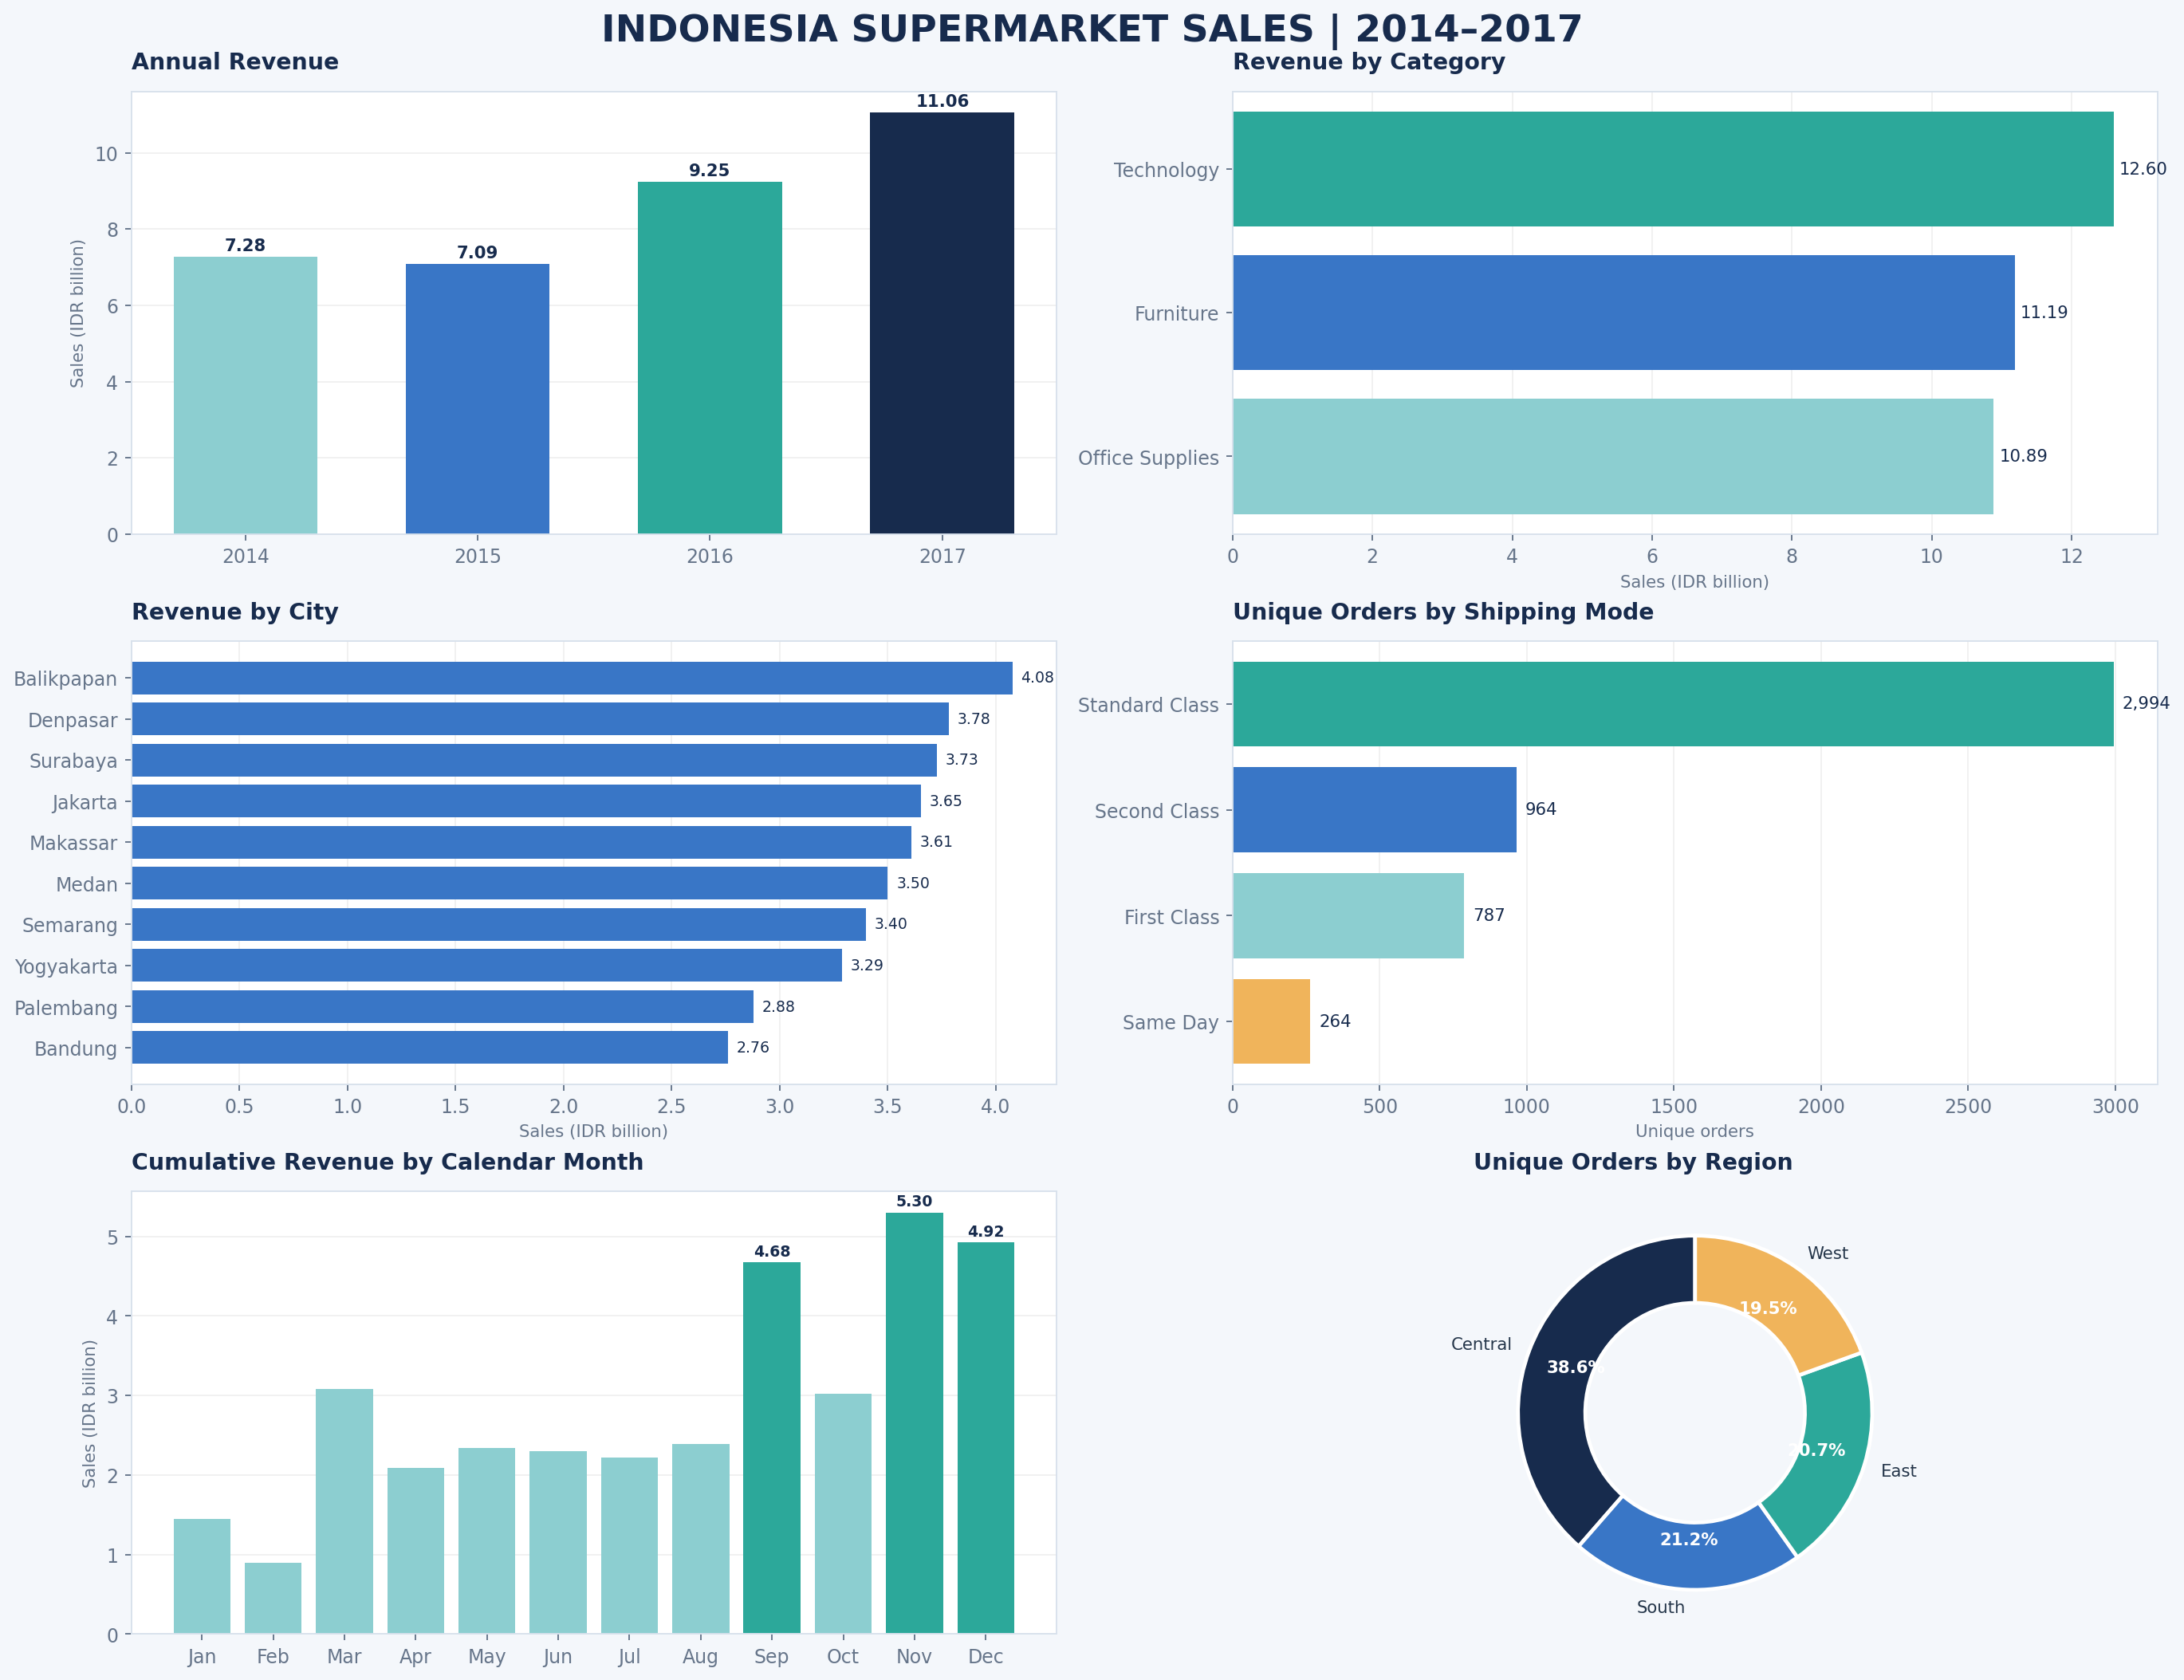 INDONESIA SUPERMARKET SALES | 2014–2017
Annual Revenue
Sales (IDR billion)
10
8
6
4
2
0
7.28
7.09
9.25
11.06
2014
2015
2016
2017
Revenue by Category
Technology
12.60
Furniture
11.19
Office Supplies
10.89
0
2
4
6
8
10
12
Sales (IDR billion)
Revenue by City
Balikpapan
4.08
Denpasar
3.78
Surabaya
3.73
Jakarta
3.65
Makassar
3.61
Medan
3.50
Semarang
3.40
Yogyakarta
3.29
Palembang
2.88
Bandung
2.76
0.0
0.5
1.0
1.5
2.0
2.5
3.0
3.5
4.0
Sales (IDR billion)
Unique Orders by Shipping Mode
Standard Class
2,994
Second Class
964
First Class
787
Same Day
264
0
500
1000
1500
2000
2500
3000
Unique orders
Cumulative Revenue by Calendar Month
Sales (IDR billion)
5
4
3
2
1
0
4.68
5.30
4.92
Jan
Feb
Mar
Apr
May
Jun
Jul
Aug
Sep
Oct
Nov
Dec
Unique Orders by Region
West
19.5%
Central
38.6%
20.7%
East
21.2%
South